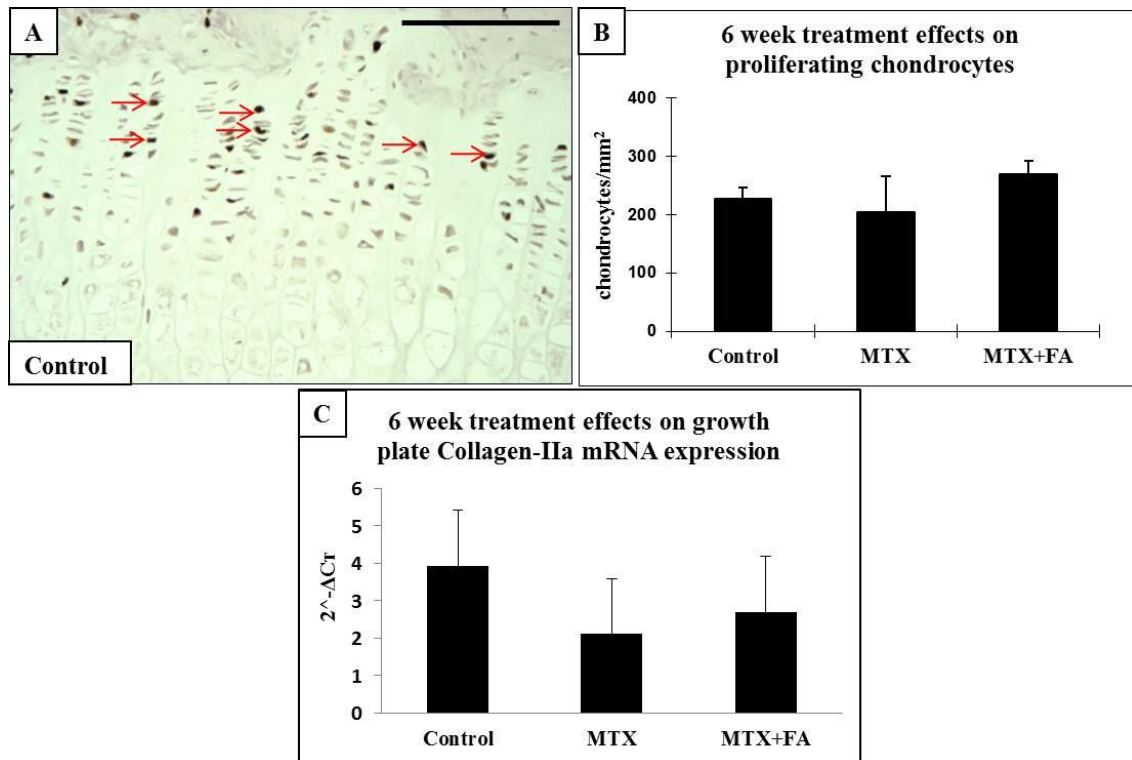 A
Control
B
6 week treatment effects on
proliferating chondrocytes
chondrocytes/mm²
400
300
200
100
0
Control
MTX
MTX+FA
C
6 week treatment effects on growth
plate Collagen-IIa mRNA expression
2^-ΔCT
6
5
4
3
2
1
0
Control
MTX
MTX+FA